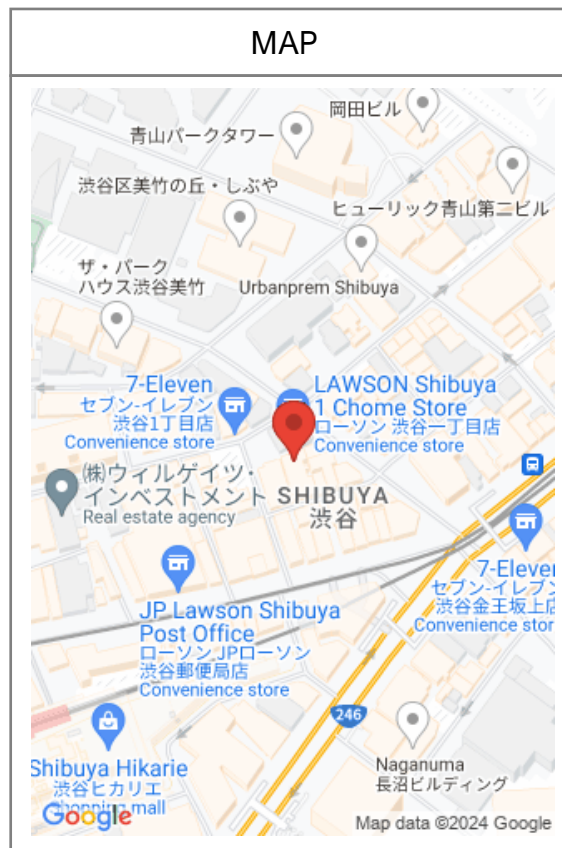 MAP
岡田ビル
青山パークタワー
渋谷区美竹の丘・しぶや
ヒューリック青山第二ビル
ザ・パーク
ハウス渋谷美竹
Urbanprem Shibuya
7-Eleven
セブン-イレブン
渋谷1丁目店
Convenience store
LAWSON Shibuya
1 Chome Store
ローソン 渋谷一丁目店
Convenience store
(株)ウィルゲイツ・
インベストメント
Real estate agency
SHIBUYA
渋谷
7-Eleven
セブン-イレブン
渋谷金王坂上店
Convenience stor
JP Lawson Shibuya
Post Office
ローソン JPローソン
渋谷郵便局店
Convenience store
246
Naganuma
長沼ビルディング
Shibuya Hikarie
渋谷ヒカリエ
shopping mall
Google
Map data ©2024 Google